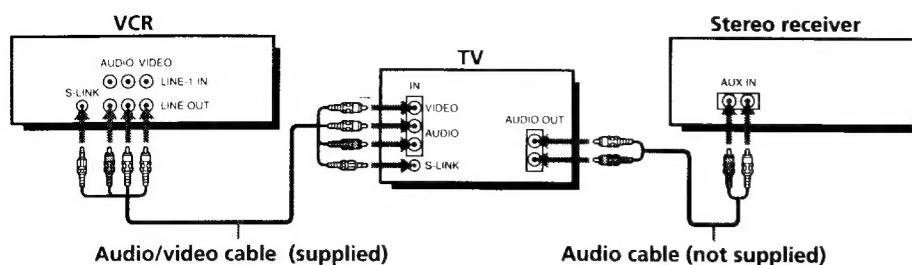 VCR
AUDIO VIDEO
LINE-1 IN
S-LINK
LINE OUT
TV
IN
VIDEO
AUDIO
S-LINK
AUDIO OUT
Stereo receiver
AUX IN
Audio/video cable (supplied)
Audio cable (not supplied)